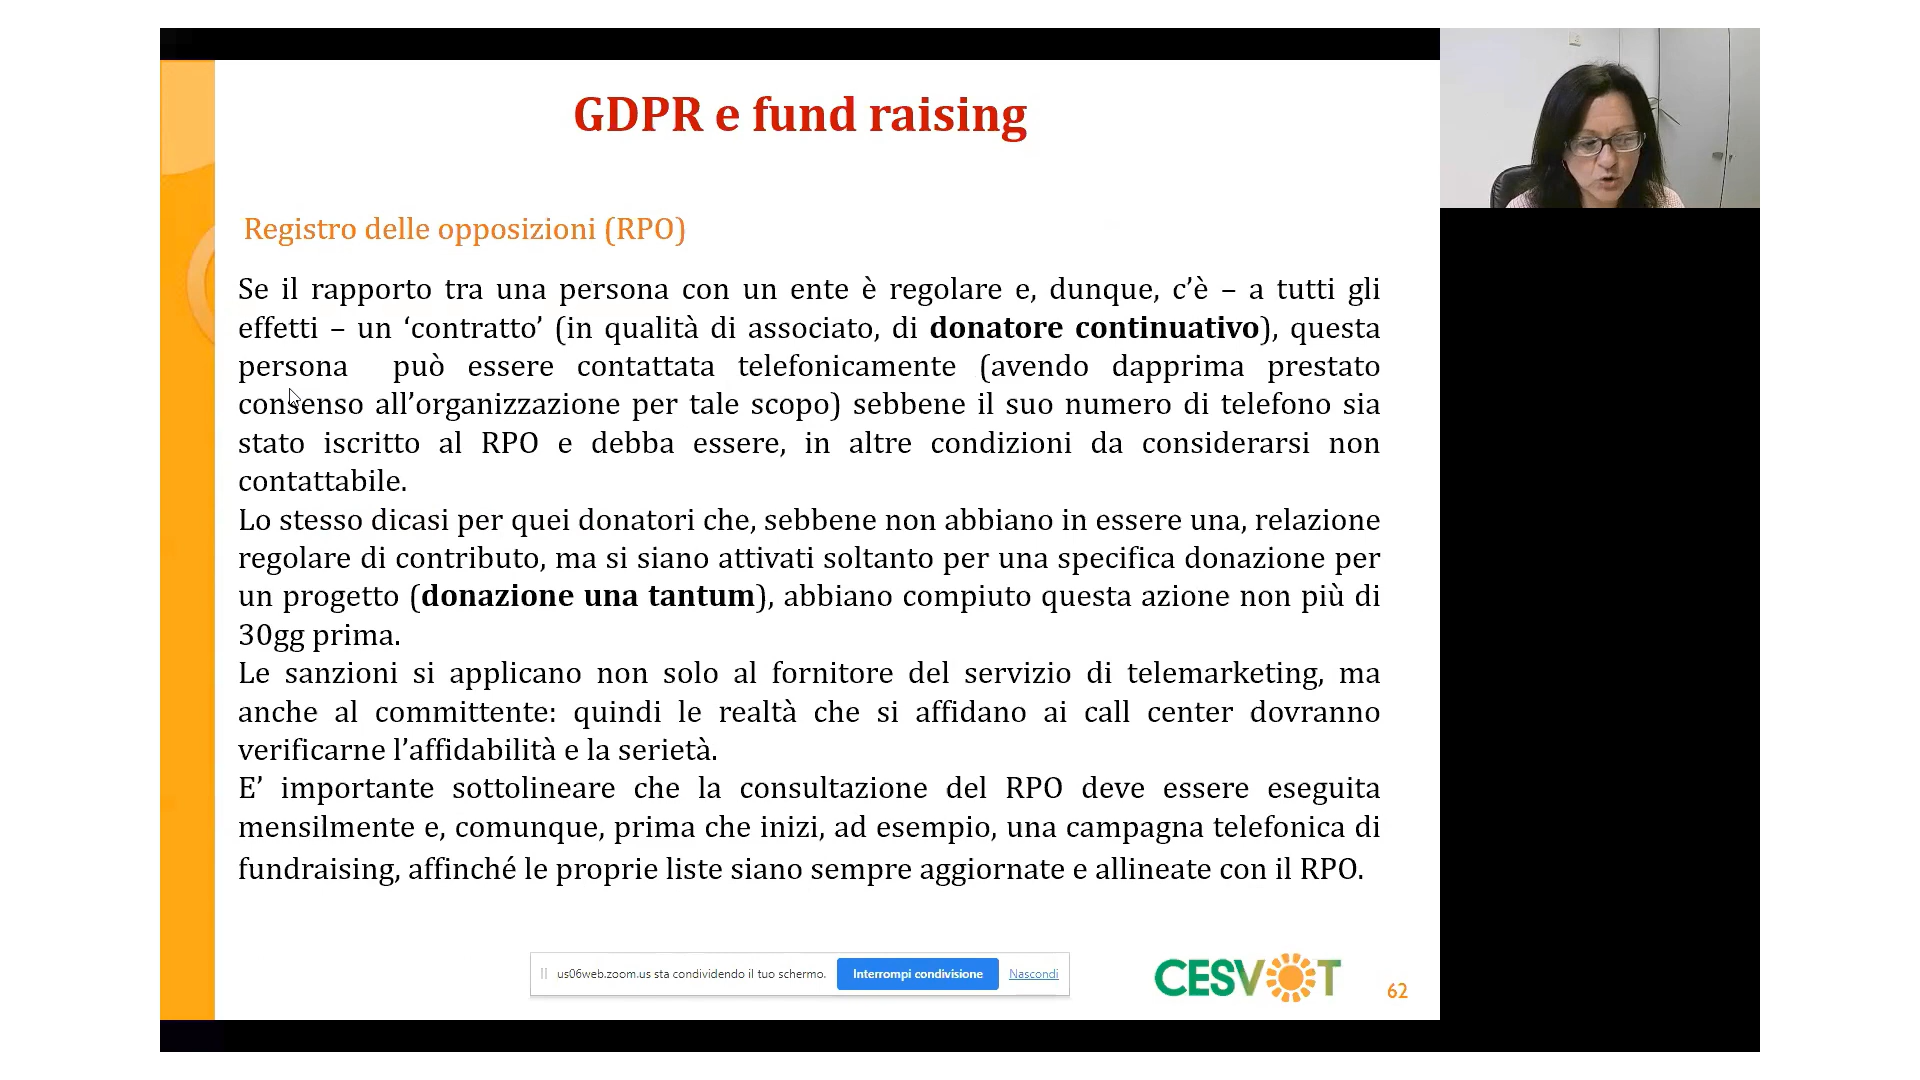 GDPR e fund raising
Registro delle opposizioni (RPO)
Se il rapporto tra una persona con un ente è regolare e, dunque, c’è – a tutti gli
effetti – un ‘contratto’ (in qualità di associato, di donatore continuativo), questa
persona può essere contattata telefonicamente (avendo dapprima prestato
consenso all’organizzazione per tale scopo) sebbene il suo numero di telefono sia
stato iscritto al RPO e debba essere, in altre condizioni da considerarsi non
contattabile.
Lo stesso dicasi per quei donatori che, sebbene non abbiano in essere una, relazione
regolare di contributo, ma si siano attivati soltanto per una specifica donazione per
un progetto (donazione una tantum), abbiano compiuto questa azione non più di
30gg prima.
Le sanzioni si applicano non solo al fornitore del servizio di telemarketing, ma
anche al committente: quindi le realtà che si affidano ai call center dovranno
verificarne l’affidabilità e la serietà.
E’ importante sottolineare che la consultazione del RPO deve essere eseguita
mensilmente e, comunque, prima che inizi, ad esempio, una campagna telefonica di
fundraising, affinché le proprie liste siano sempre aggiornate e allineate con il RPO.
us06web.zoom.us sta condividendo il tuo schermo. Interrompi condivisione Nascondi
CESVOT
62